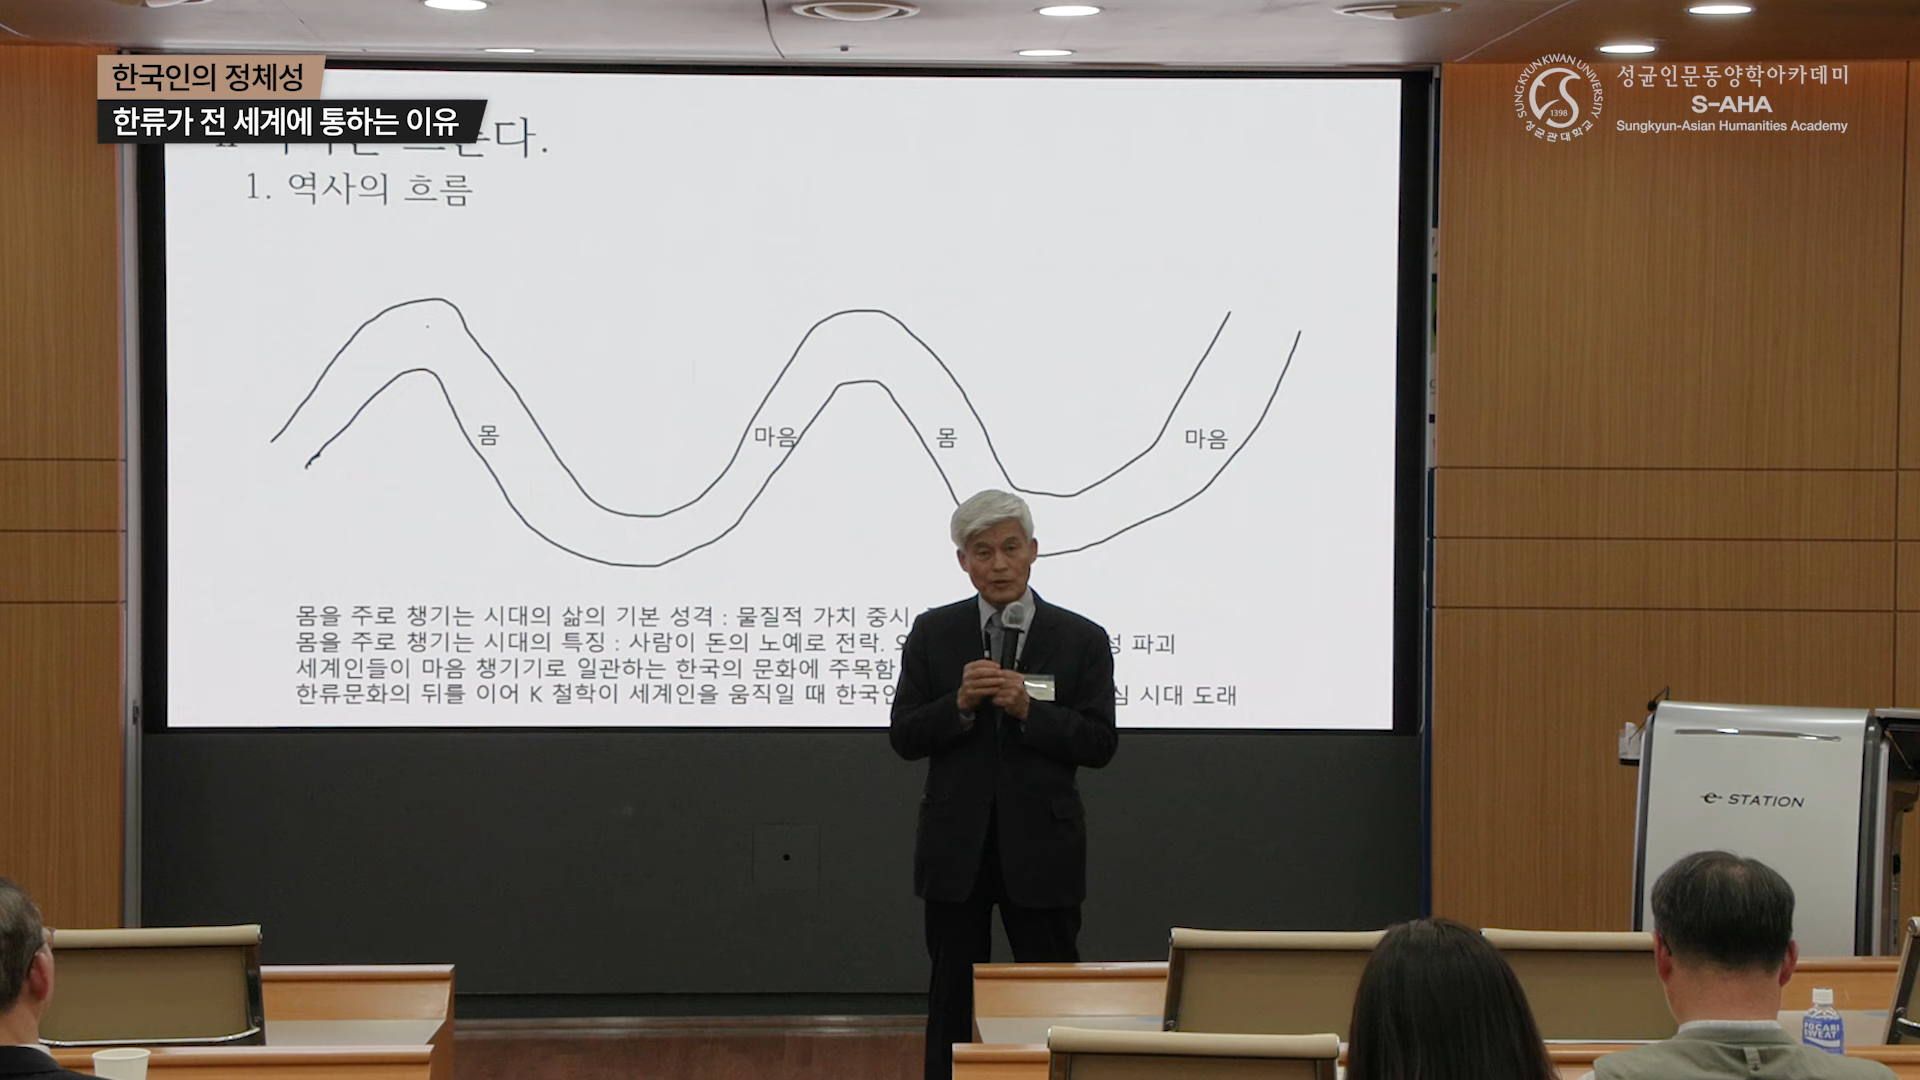 한국인의 정체성
한류가 전 세계에 통하는 이유
SUNGKYUNKWAN UNIVERSITY
1398
성균관대학교
성균인문동양학아카데미
S-AHA
Sungkyun-Asian Humanities Academy
1. 역사의 흐름
몸
마음
몸
마음
몸을 주로 챙기는 시대의 삶의 기본 성격 : 물질적 가치 중시
몸을 주로 챙기는 시대의 특징 : 사람이 돈의 노예로 전락. 파괴
세계인들이 마음 챙기기로 일관하는 한국의 문화에 주목함
한류문화의 뒤를 이어 K 철학이 세계인을 움직일 때 시대 도래
e-STATION
POCARI
SWEAT